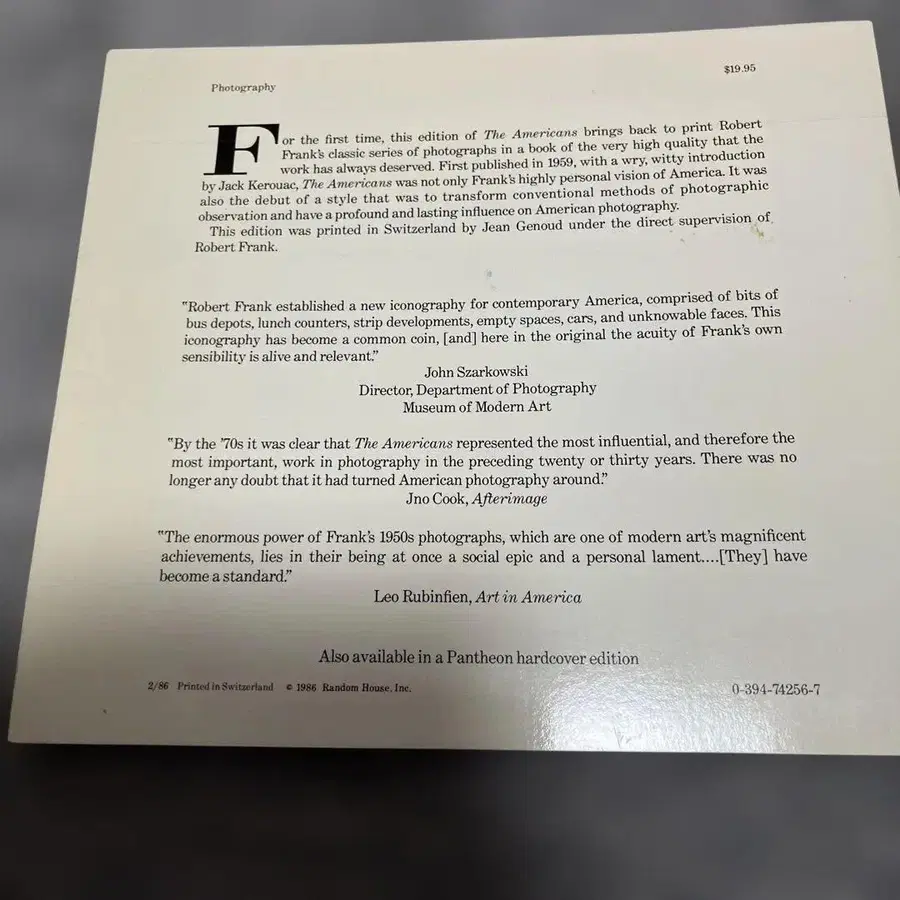 Photography
$19.95
For the first time, this edition of The Americans brings back to print Robert
Frank's classic series of photographs in a book of the very high quality that the
work has always deserved. First published in 1959, with a wry, witty introduction
by Jack Kerouac, The Americans was not only Frank's highly personal vision of America. It was
also the debut of a style that was to transform conventional methods of photographic
observation and have a profound and lasting influence on American photography.
This edition was printed in Switzerland by Jean Genoud under the direct supervision of
Robert Frank.
"Robert Frank established a new iconography for contemporary America, comprised of bits of
bus depots, lunch counters, strip developments, empty spaces, cars, and unknowable faces. This
iconography has become a common coin, [and] here in the original the acuity of Frank's own
sensibility is alive and relevant."
John Szarkowski
Director, Department of Photography
Museum of Modern Art
"By the '70s it was clear that The Americans represented the most influential, and therefore the
most important, work in photography in the preceding twenty or thirty years. There was no
longer any doubt that it had turned American photography around."
Jno Cook, Afterimage
"The enormous power of Frank's 1950s photographs, which are one of modern art's magnificent
achievements, lies in their being at once a social epic and a personal lament....[They] have
become a standard."
Leo Rubinfien, Art in America
Also available in a Pantheon hardcover edition
2/86 Printed in Switzerland © 1986 Random House, Inc.
0-394-74256-7